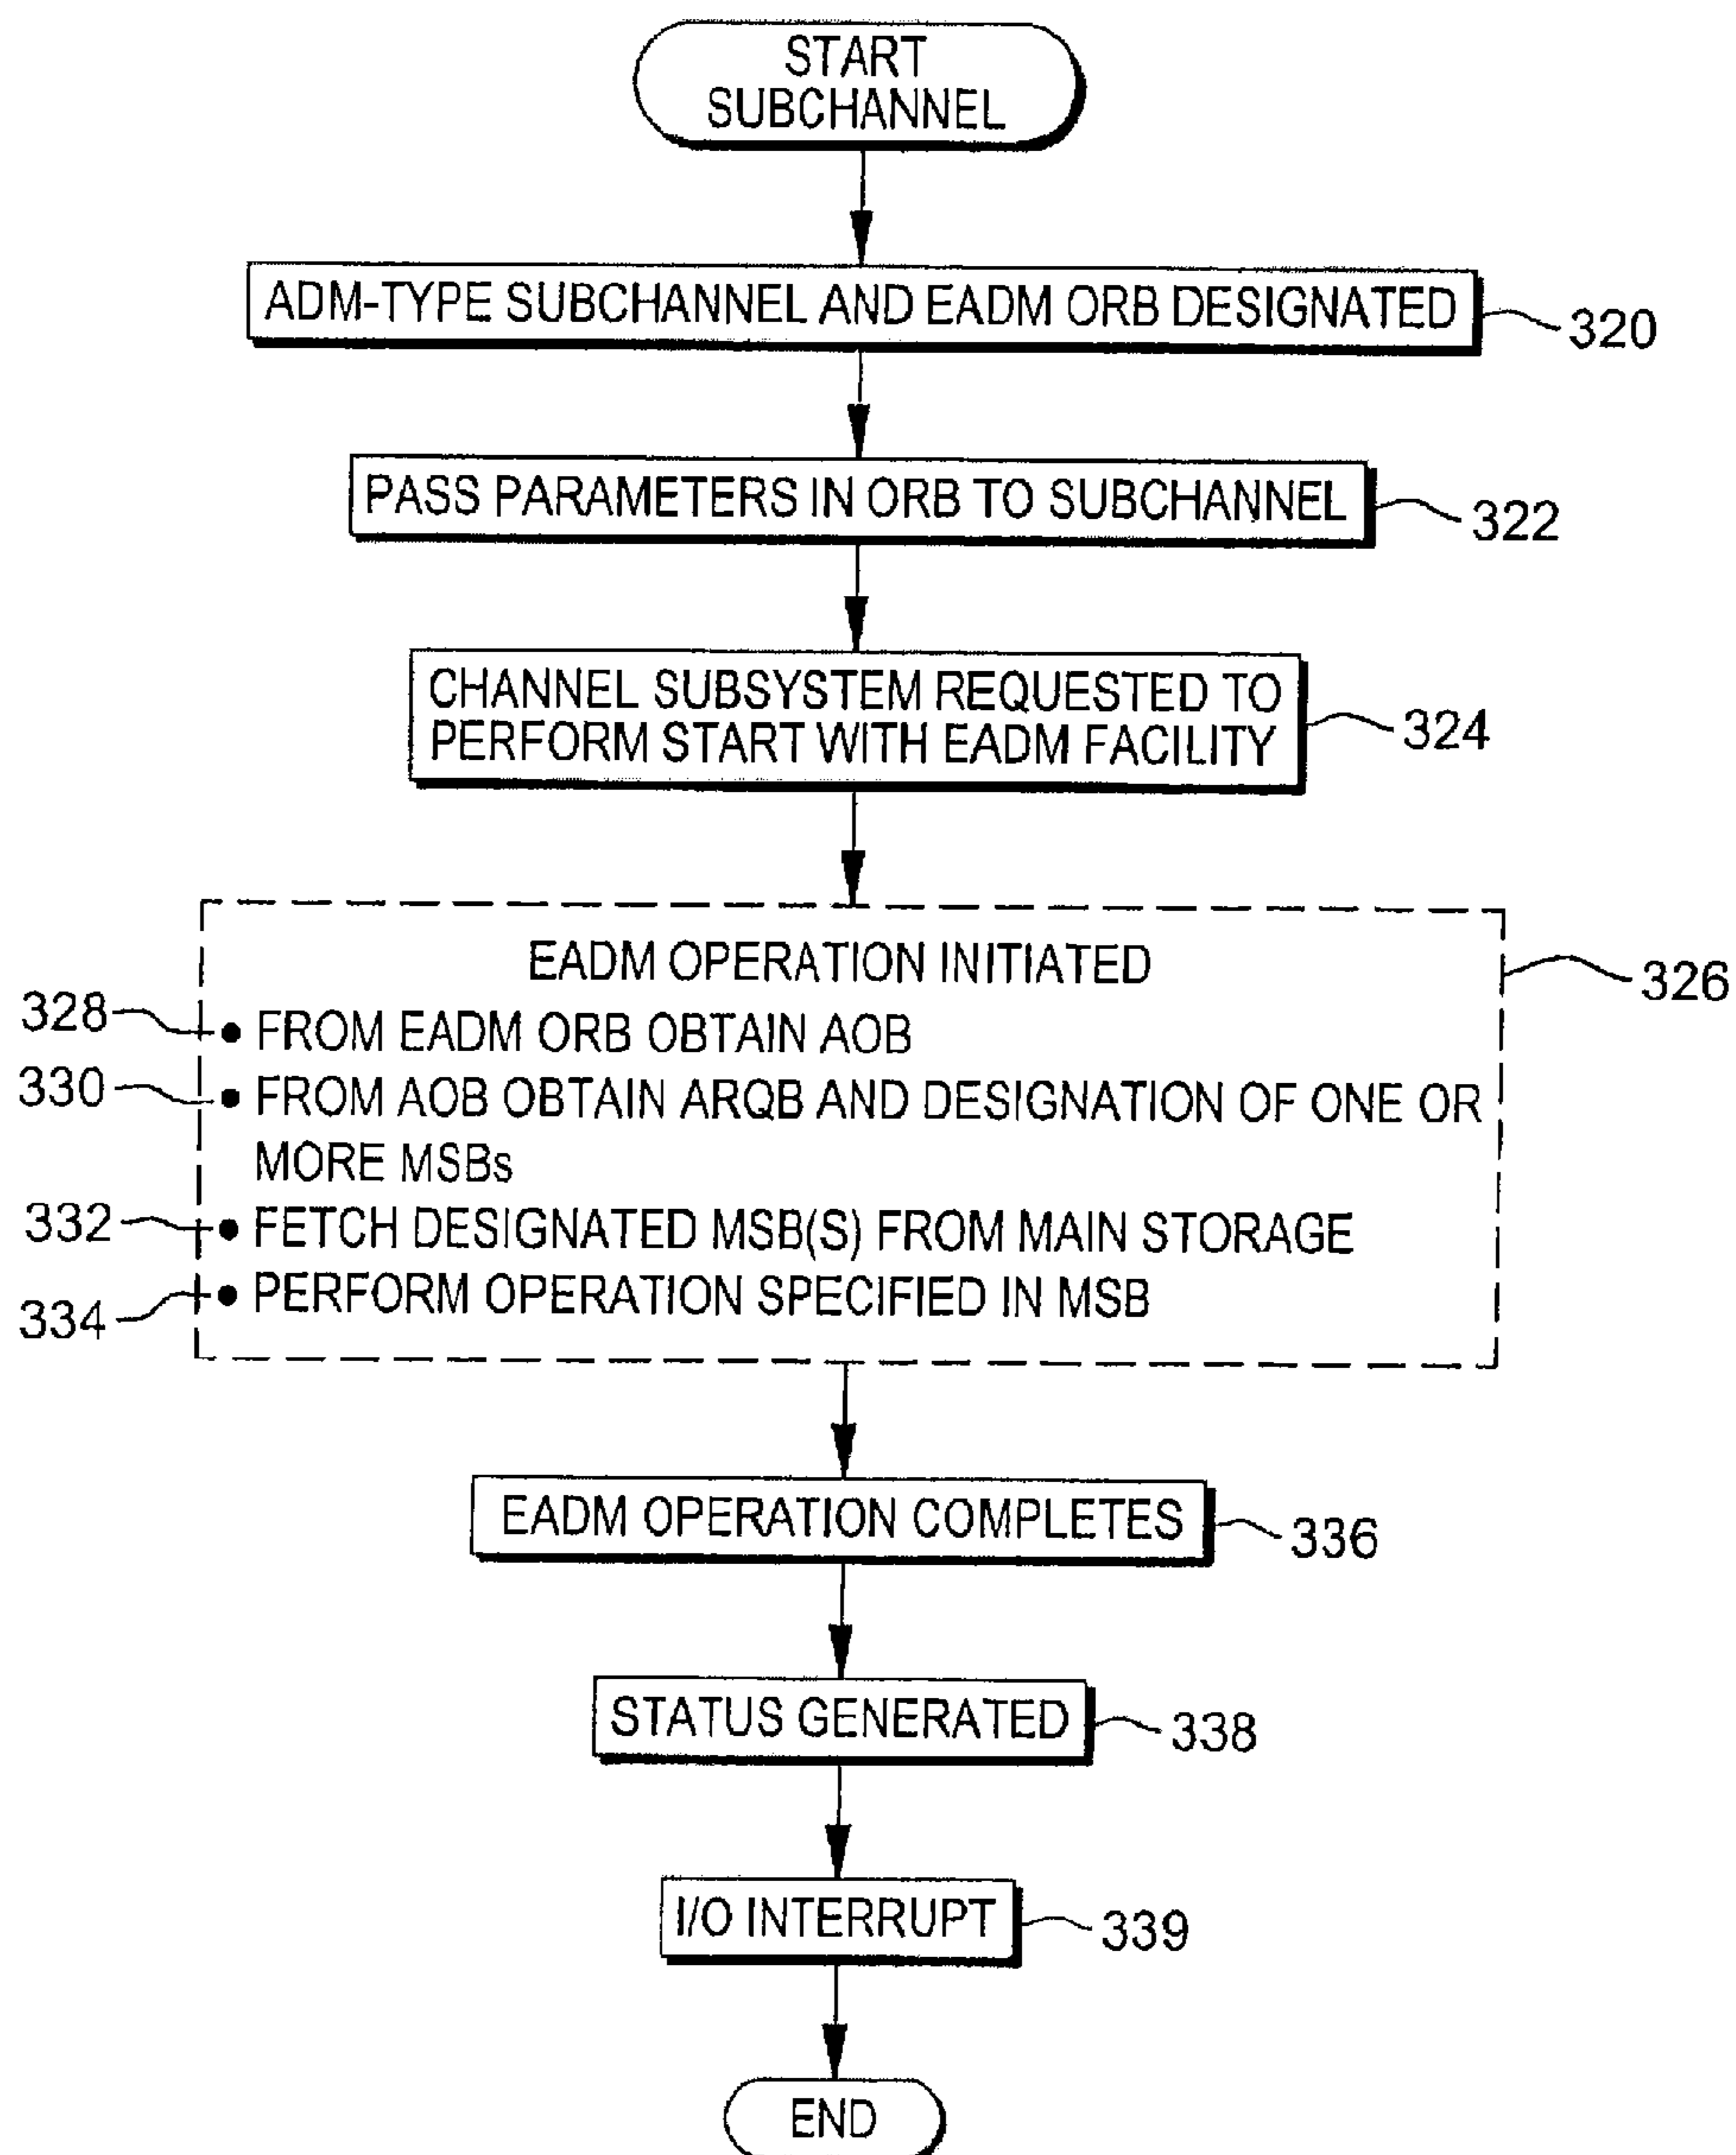 START
SUBCHANNEL
ADM-TYPE SUBCHANNEL AND EADM ORB DESIGNATED
320
PASS PARAMETERS IN ORB TO SUBCHANNEL
322
CHANNEL SUBSYSTEM REQUESTED TO
PERFORM START WITH EADM FACILITY
324
EADM OPERATION INITIATED
326
328
• FROM EADM ORB OBTAIN AOB
330
• FROM AOB OBTAIN ARQB AND DESIGNATION OF ONE OR
MORE MSBs
332
• FETCH DESIGNATED MSB(S) FROM MAIN STORAGE
334
• PERFORM OPERATION SPECIFIED IN MSB
EADM OPERATION COMPLETES
336
STATUS GENERATED
338
I/O INTERRUPT
339
END